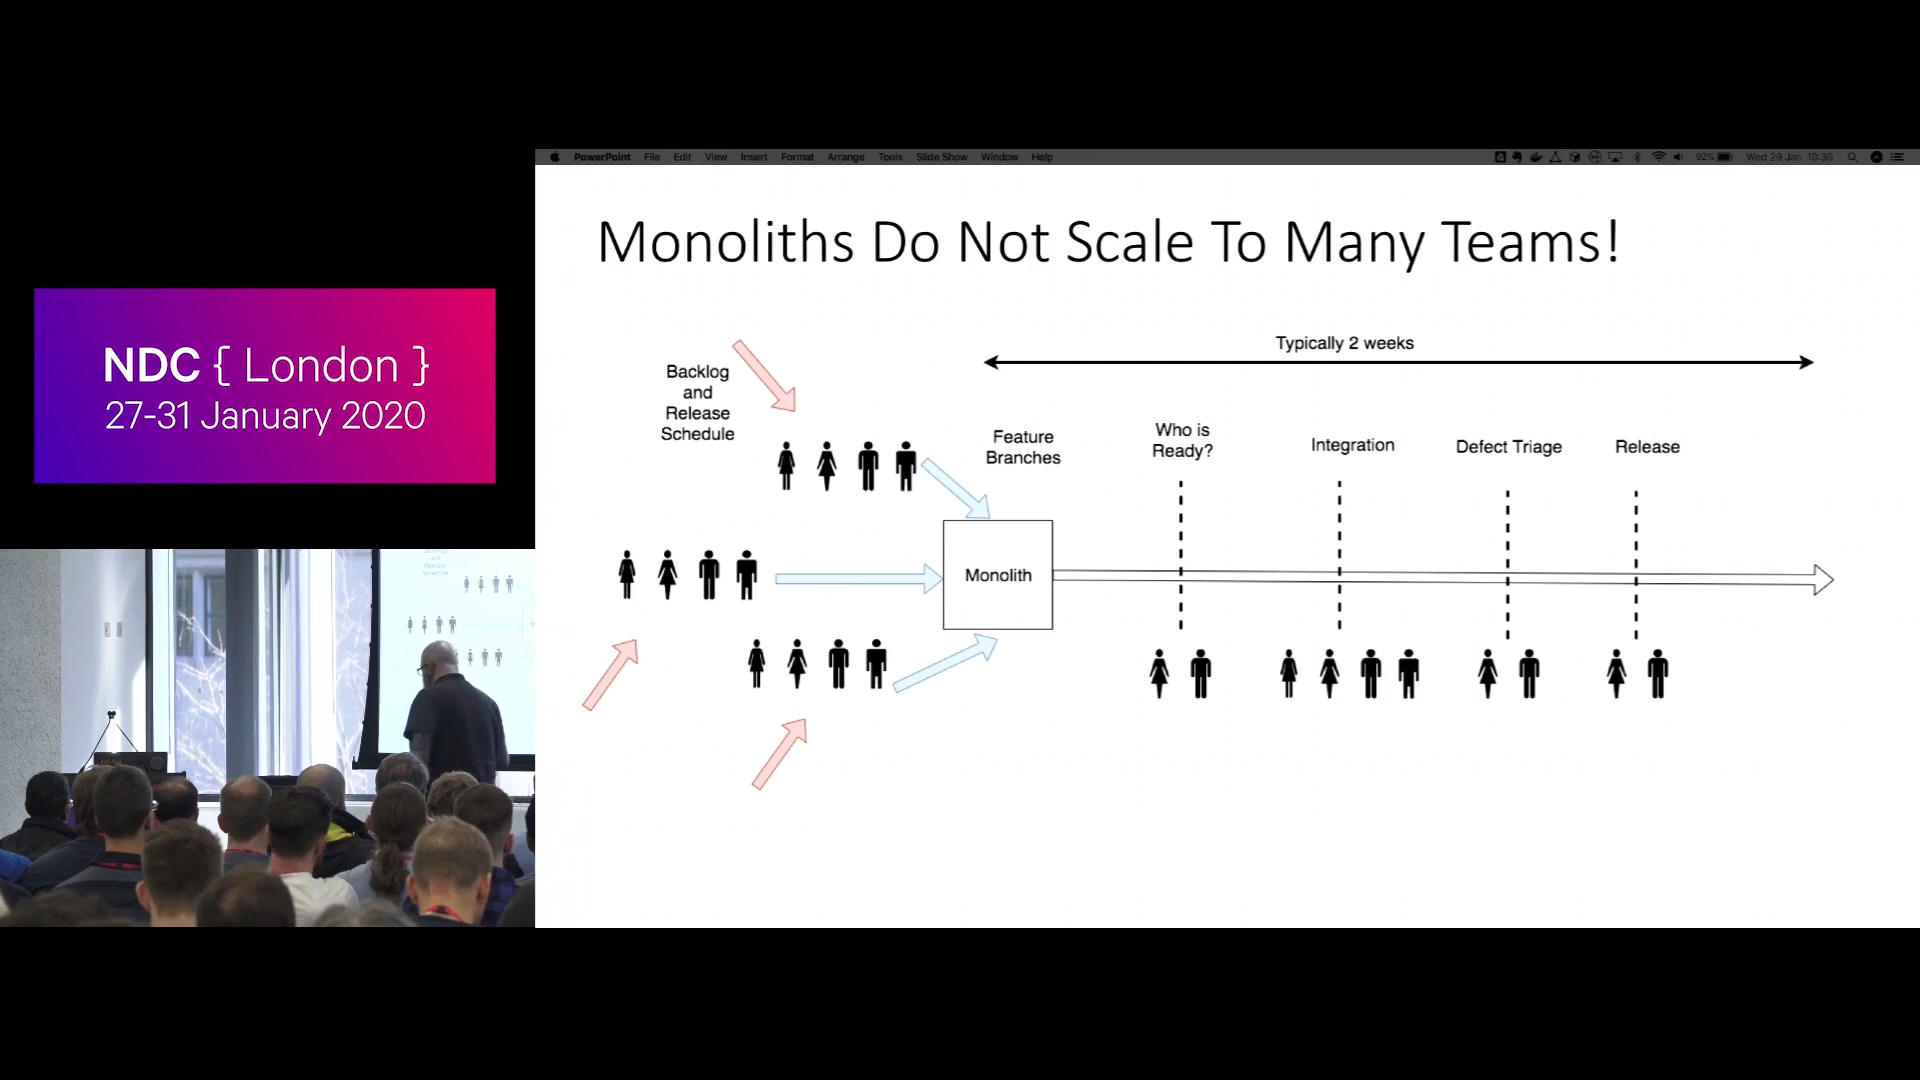 PowerPoint File Edit View Insert Format Arrange Tools Slide Show Window Help 92% Wed 29 Jan 10:30
Monoliths Do Not Scale To Many Teams!
NDC { London }
27-31 January 2020
Typically 2 weeks
Backlog
and
Release
Schedule
Feature
Branches
Who is
Ready?
Integration
Defect Triage
Release
Monolith